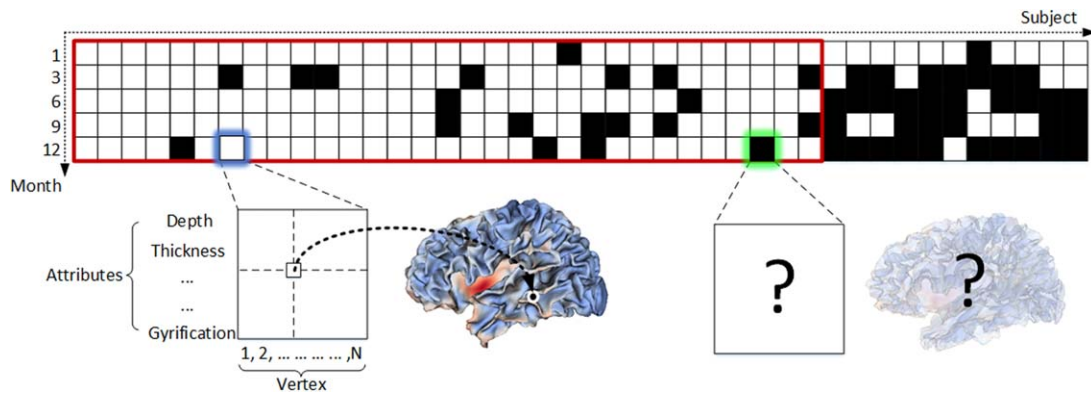 Subject
1
3
6
9
12
Month
Attributes
Depth
Thickness
...
...
Gyrification
1, 2, ... ... ... ... ,N
Vertex
?
?